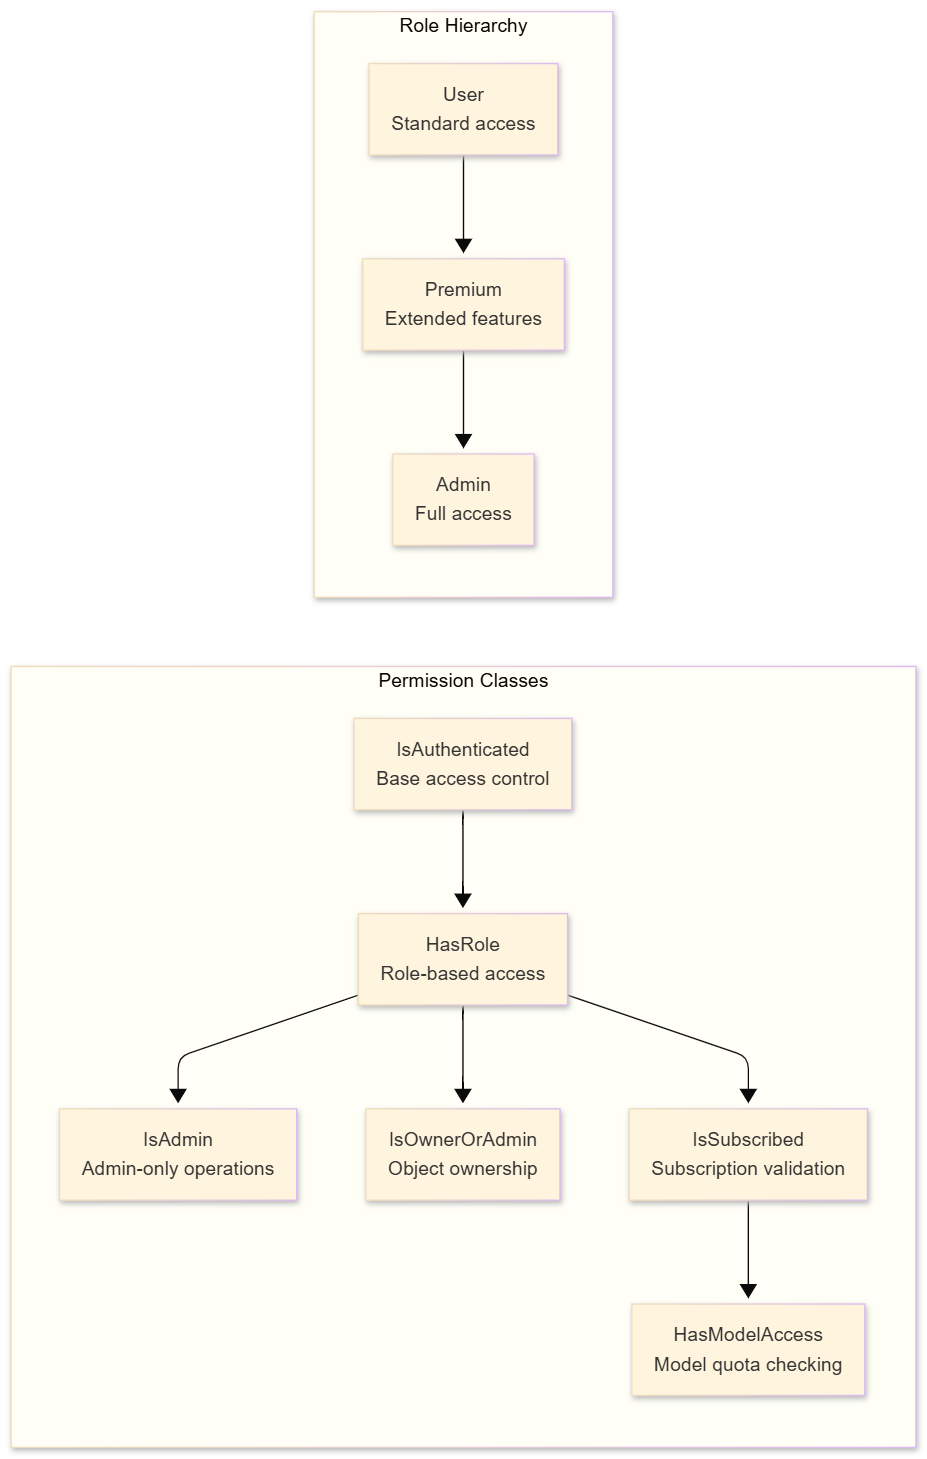 Role Hierarchy
User
Standard access
Premium
Extended features
Admin
Full access
Permission Classes
IsAuthenticated
Base access control
HasRole
Role-based access
IsAdmin
Admin-only operations
IsOwnerOrAdmin
Object ownership
IsSubscribed
Subscription validation
HasModelAccess
Model quota checking